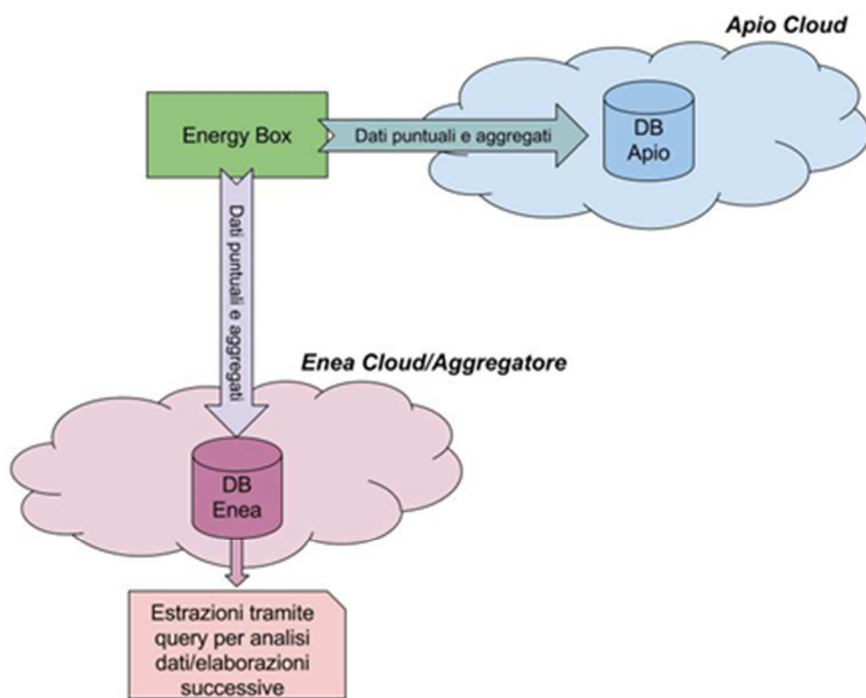 Apio Cloud
Energy Box
Dati puntuali e aggregati
DB
Apio
Dati puntuali e aggregati
Enea Cloud/Aggregatore
DB
Enea
Estrazioni tramite
query per analisi
dati/elaborazioni
successive